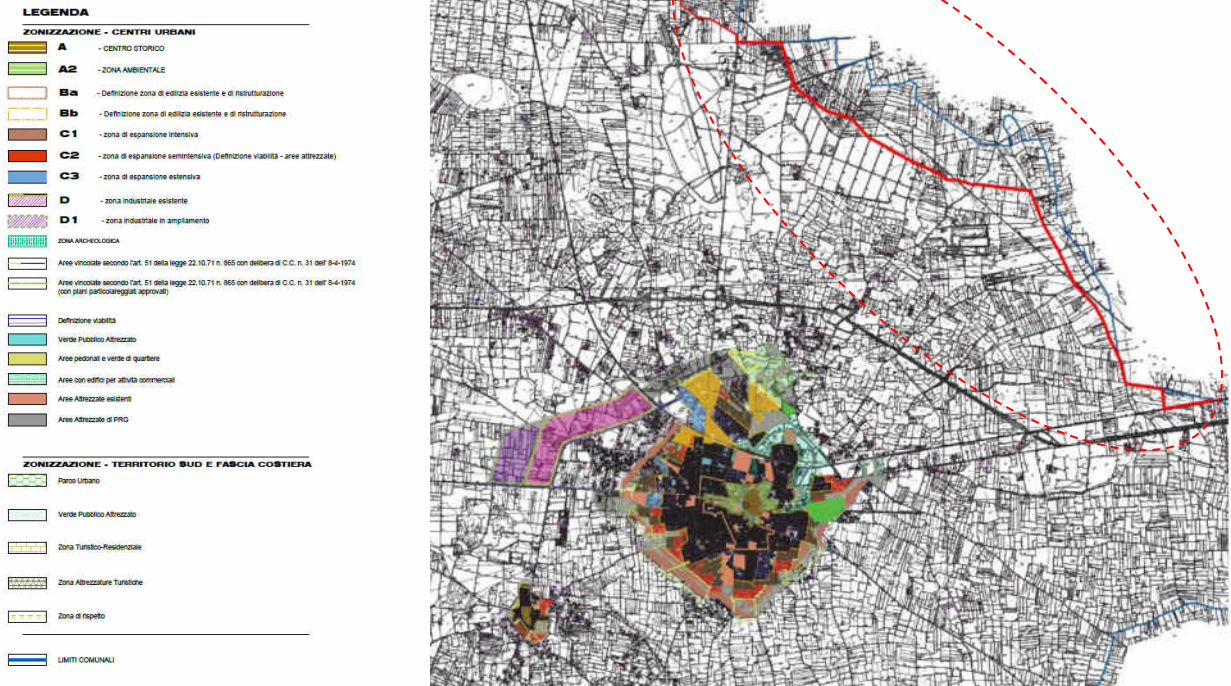 LEGENDA
ZONIZZAZIONE - CENTRI URBANI
A - CENTRO STORICO
A2 - ZONA AMBIENTALE
Ba - Definizione zona di edilizia esistente e di ristrutturazione
Bb - Definizione zona di edilizia esistente e di ristrutturazione
C1 - zona di espansione intensiva
C2 - zona di espansione semintensiva (Definizione viabilità - aree attrezzate)
C3 - zona di espansione estensiva
D - zona industriale esistente
D1 - zona industriale in ampliamento
ZONA ARCHEOLOGICA
Aree vincolate secondo l'art. 51 della legge 22.10.71 n. 865 con delibera di C.C. n. 31 dell' 8-4-1974
Aree vincolate secondo l'art. 51 della legge 22.10.71 n. 865 con delibera di C.C. n. 31 dell' 8-4-1974
(con piani particolareggiati approvati)
Definizione viabilità
Verde Pubblico Attrezzato
Aree pedonali e verde di quartiere
Aree con edifici per attività commerciali
Aree Attrezzate esistenti
Aree Attrezzate di PRG
ZONIZZAZIONE - TERRITORIO SUD E FASCIA COSTIERA
Parco Urbano
Verde Pubblico Attrezzato
Zona Turistico-Residenziale
Zona Attrezzature Turistiche
Zona di rispetto
LIMITI COMUNALI